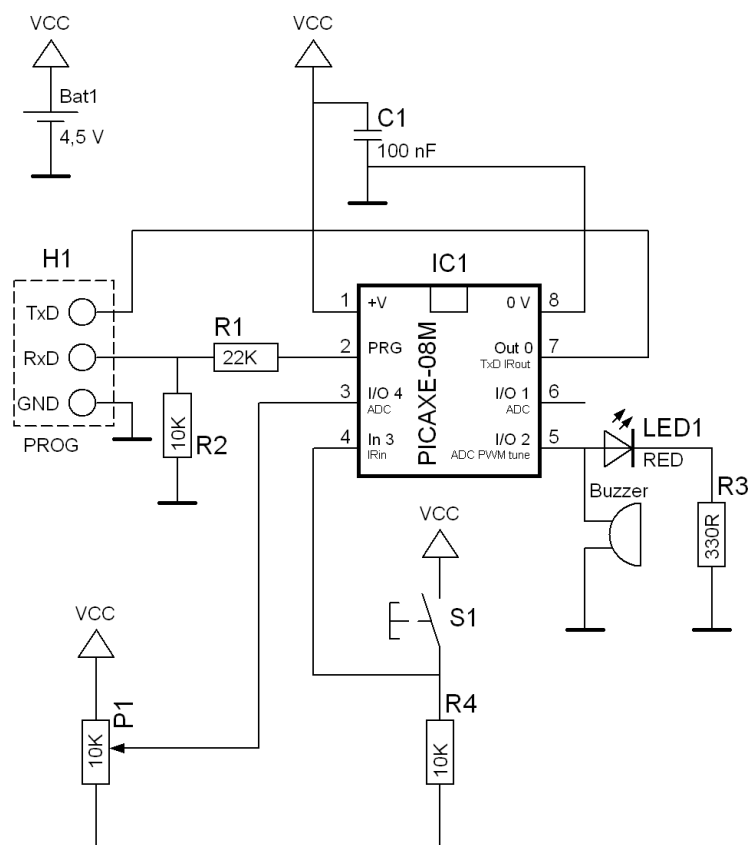 VCC
VCC
Bat1
4,5 V
C1
100 nF
H1
IC1
TxD
RxD
GND
PROG
R1
22K
10K
R2
1
+V
2
PRG
3
I/O 4
ADC
4
In 3
IRin
PICAXE-08M
0 V
8
Out 0
7
TxD IRout
I/O 1
6
ADC
I/O 2
5
ADC PWM tune
LED1
RED
Buzzer
R3
330R
VCC
S1
VCC
P1
10K
R4
10K